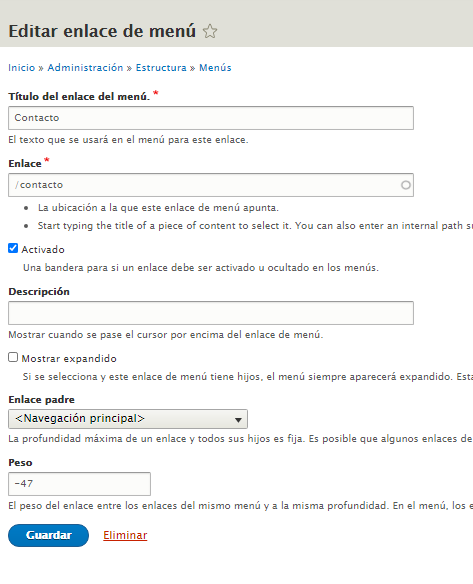 Editar enlace de menú
Inicio » Administración » Estructura » Menús
Título del enlace del menú. *
Contacto
El texto que se usará en el menú para este enlace.
Enlace *
/contacto
La ubicación a la que este enlace de menú apunta.
Start typing the title of a piece of content to select it. You can also enter an internal path
Activado
Una bandera para si un enlace debe ser activado u ocultado en los menús.
Descripción
Mostrar cuando se pase el cursor por encima del enlace de menú.
Mostrar expandido
Si se selecciona y este enlace de menú tiene hijos, el menú siempre aparecerá expandido.
Enlace padre
<Navegación principal>
La profundidad máxima de un enlace y todos sus hijos es fija. Es posible que algunos enlaces de
Peso
-47
El peso del enlace entre los enlaces del mismo menú y a la misma profundidad. En el menú, los
Guardar
Eliminar